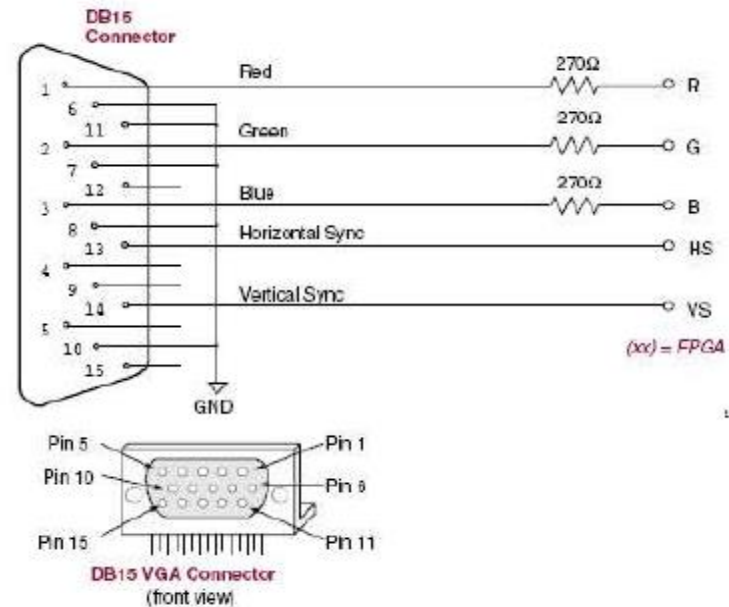 DB15
Connector
1
Red
270Ω
R
6
11
2
Green
270Ω
G
7
12
3
Blue
270Ω
B
8
13
Horizontal Sync
HS
4
9
14
Vertical Sync
VS
5
10
15
(xx) = FPGA
GND
Pin 5
Pin 1
Pin 10
Pin 6
Pin 15
Pin 11
DB15 VGA Connector
(front view)